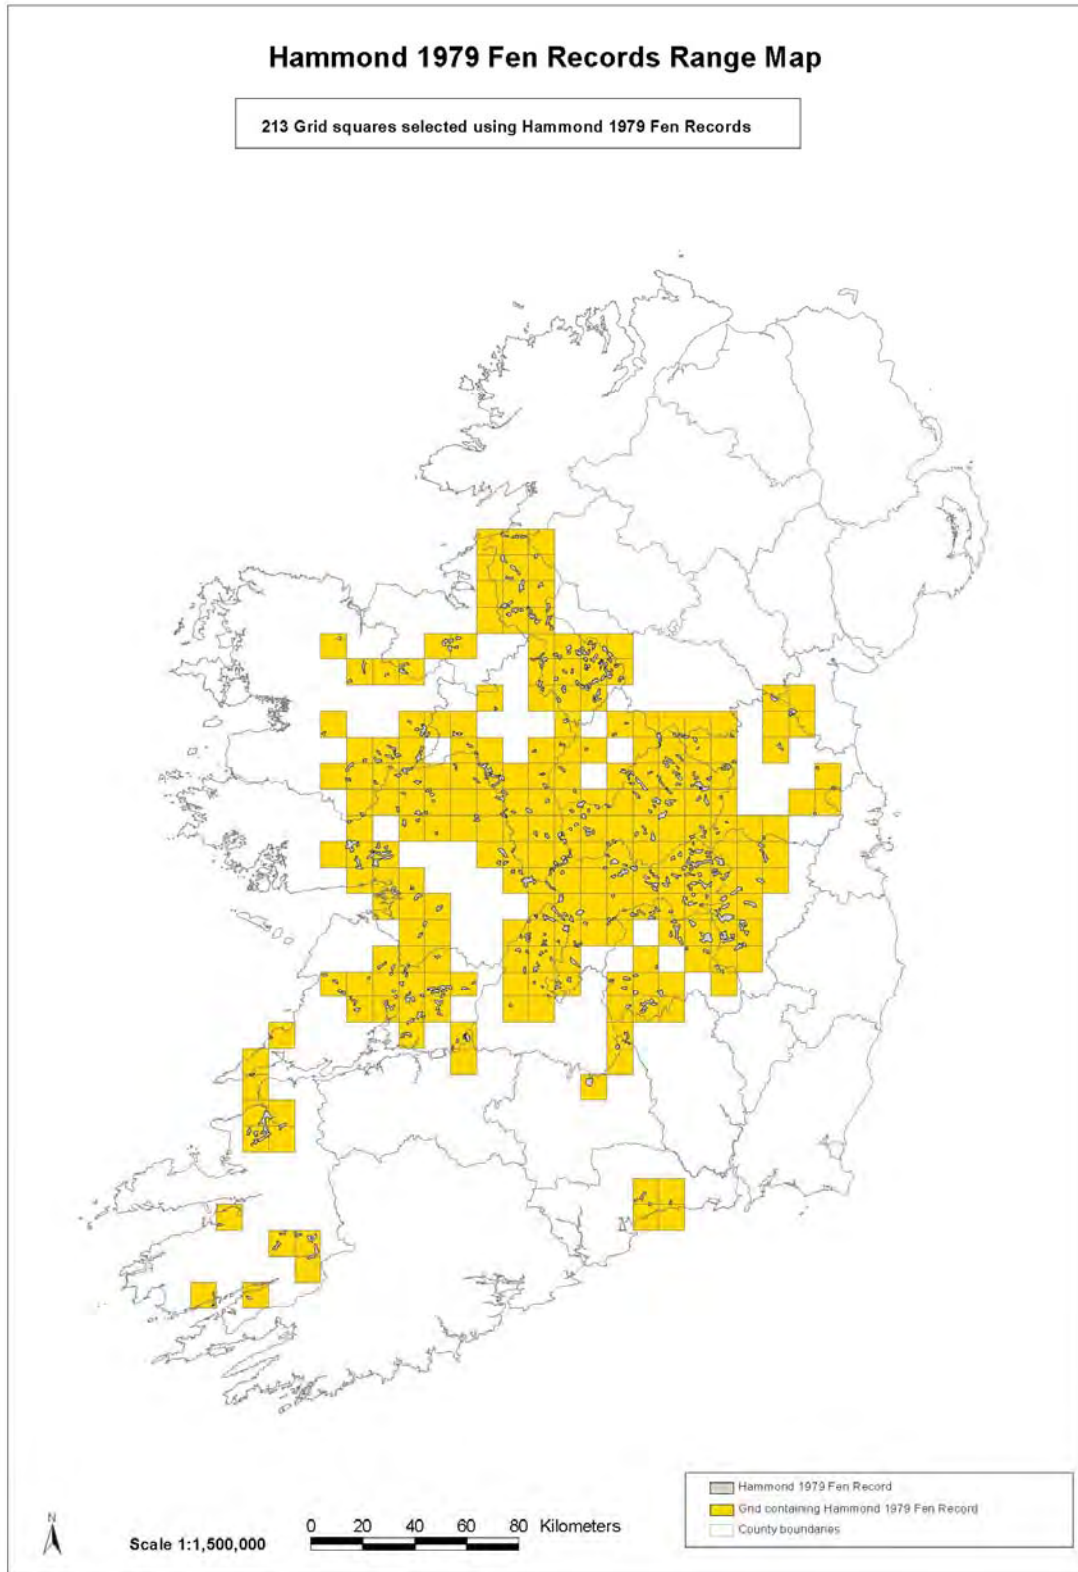 Hammond 1979 Fen Records Range Map
213 Grid squares selected using Hammond 1979 Fen Records
Hammond 1979 Fen Record
Grid containing Hammond 1979 Fen Record
County boundaries
N
Scale 1:1,500,000
0 20 40 60 80 Kilometers